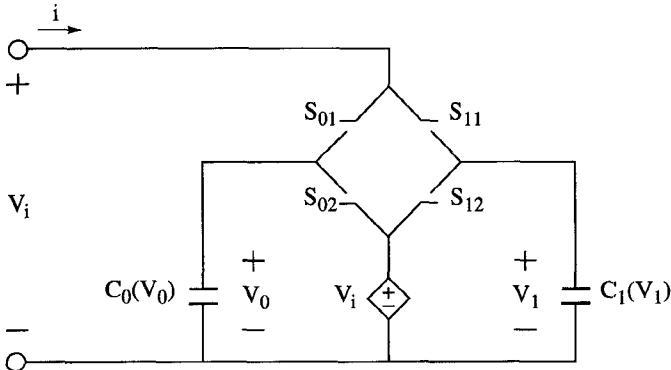 i
+
S₀₁ S₁₁
Vᵢ
S₀₂ S₁₂
C₀(V₀) + V₀ − Vᵢ + − + V₁ − C₁(V₁)
−